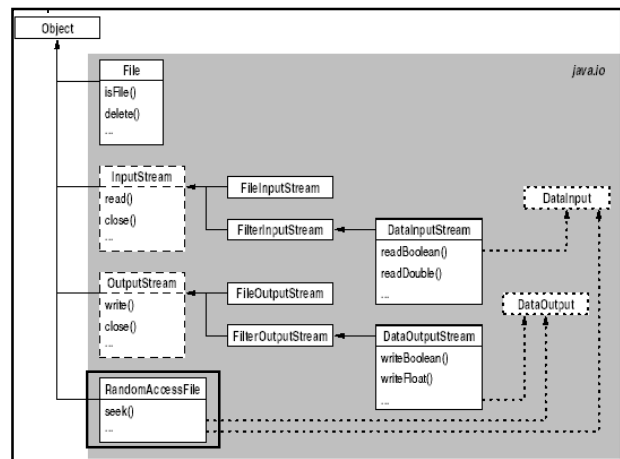 Object
java.io
File
isFile()
delete()
...
InputStream
read()
close()
...
FileInputStream
FilterInputStream
DataInputStream
readBoolean()
readDouble()
...
DataInput
OutputStream
write()
close()
...
FileOutputStream
FilterOutputStream
DataOutputStream
writeBoolean()
writeFloat()
...
DataOutput
RandomAccessFile
seek()
...